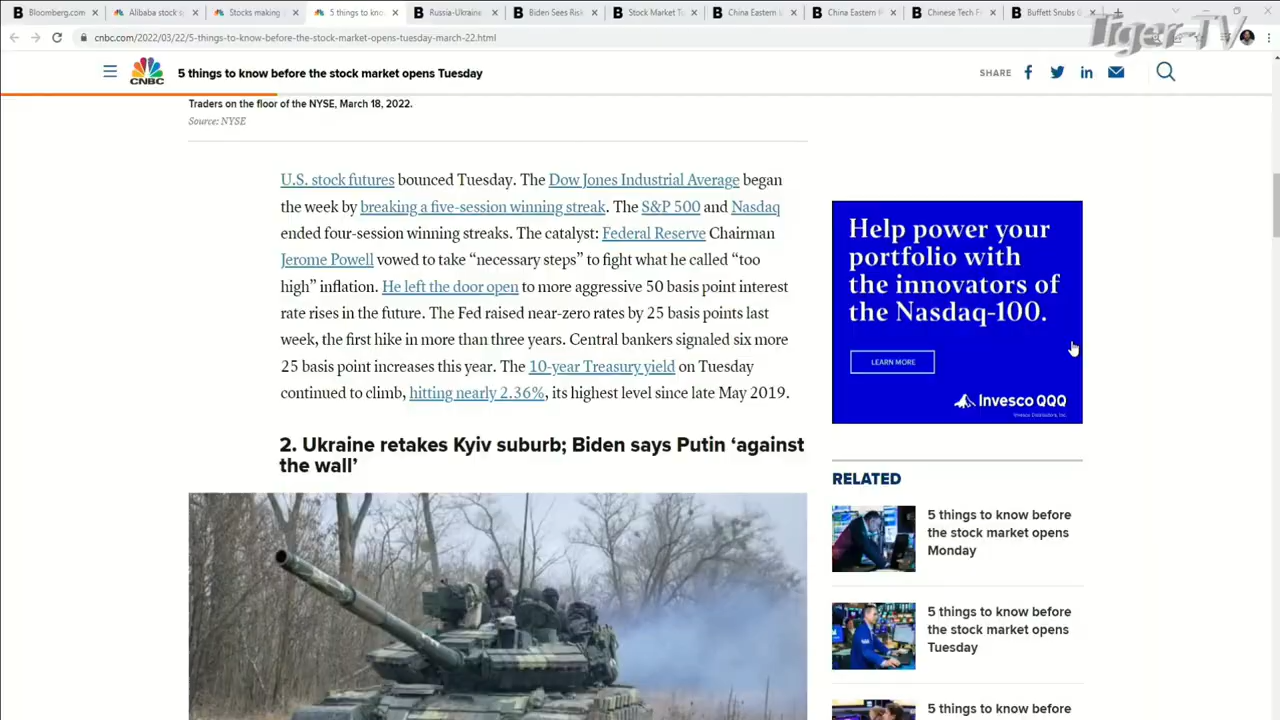 Bloomberg.com
Alibaba stock s
Stocks making
5 things to kno
Russia-Ukraine
Biden Sees Ris
Stock Market T
China Eastern
China Eastern
Chinese Tech F
Buffett Snubs G
Tiger-TV
cnbc.com/2022/03/22/5-things-to-know-before-the-stock-market-opens-tuesday-march-22.html
CNBC
5 things to know before the stock market opens Tuesday
SHARE
Traders on the floor of the NYSE, March 18, 2022.
Source: NYSE
U.S. stock futures bounced Tuesday. The Dow Jones Industrial Average began
the week by breaking a five-session winning streak. The S&P 500 and Nasdaq
ended four-session winning streaks. The catalyst: Federal Reserve Chairman
Jerome Powell vowed to take “necessary steps” to fight what he called “too
high” inflation. He left the door open to more aggressive 50 basis point interest
rate rises in the future. The Fed raised near-zero rates by 25 basis points last
week, the first hike in more than three years. Central bankers signaled six more
25 basis point increases this year. The 10-year Treasury yield on Tuesday
continued to climb, hitting nearly 2.36%, its highest level since late May 2019.
2. Ukraine retakes Kyiv suburb; Biden says Putin ‘against
the wall’
Help power your
portfolio with
the innovators of
the Nasdaq-100.
LEARN MORE
Invesco QQQ
Invesco Distributors, Inc.
RELATED
5 things to know before
the stock market opens
Monday
5 things to know before
the stock market opens
Tuesday
5 things to know before